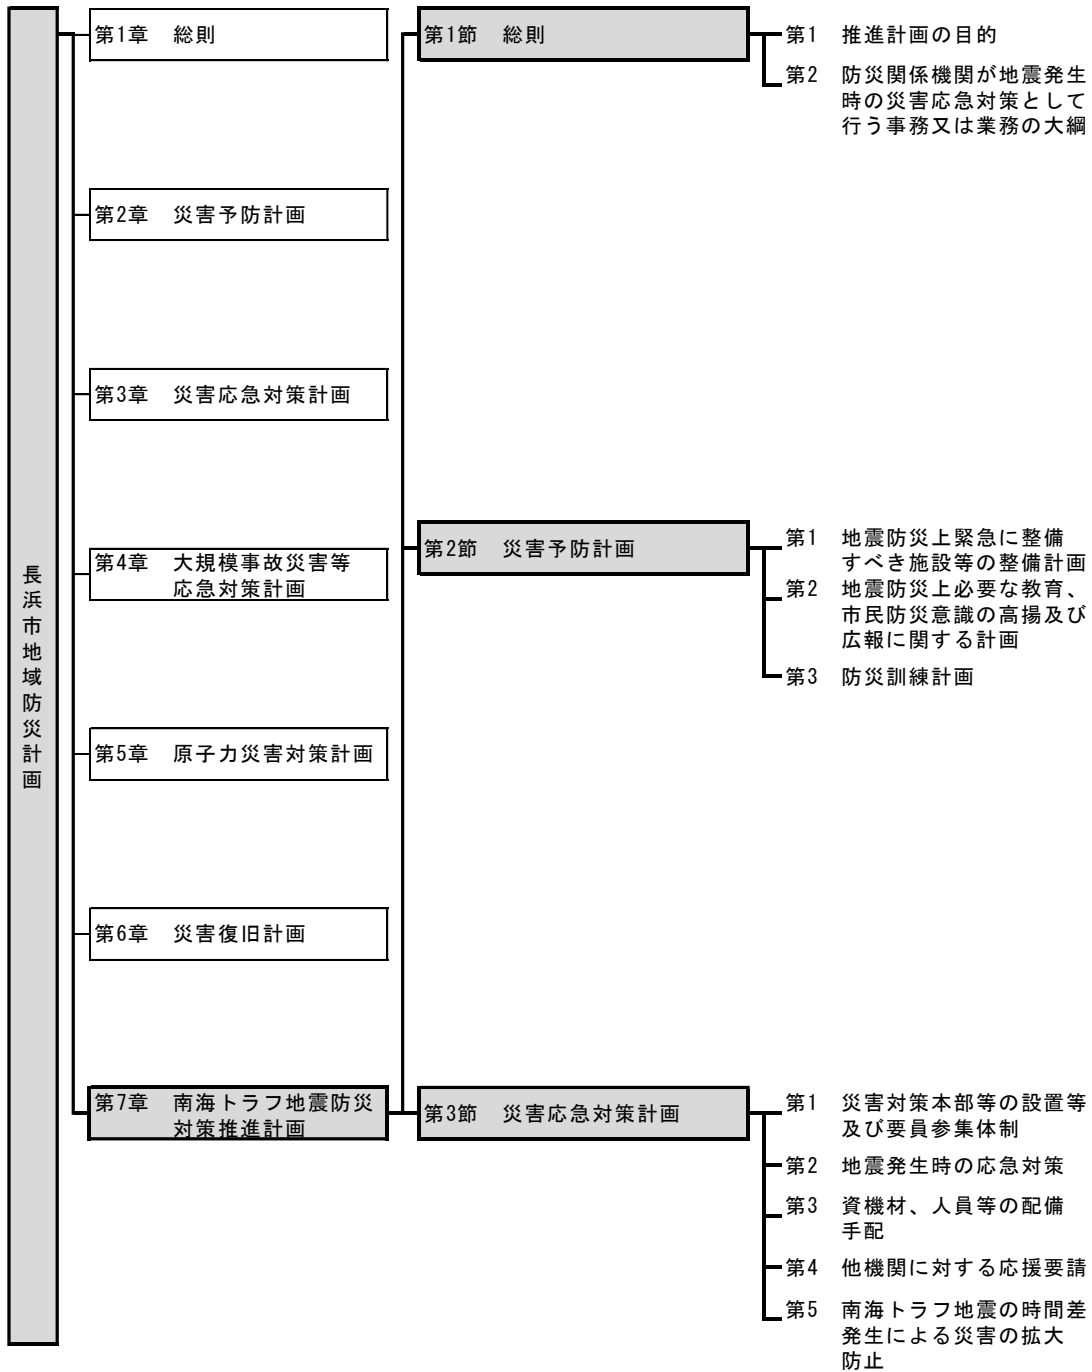 長浜市地域防災計画
第1章 総則
第2章 災害予防計画
第3章 災害応急対策計画
第4章 大規模事故災害等
応急対策計画
第5章 原子力災害対策計画
第6章 災害復旧計画
第7章 南海トラフ地震防災
対策推進計画
第1節 総則
第1 推進計画の目的
第2 防災関係機関が地震発生
時の災害応急対策として
行う事務又は業務の大綱
第2節 災害予防計画
第1 地震防災上緊急に整備
すべき施設等の整備計画
第2 地震防災上必要な教育、
市民防災意識の高揚及び
広報に関する計画
第3 防災訓練計画
第3節 災害応急対策計画
第1 災害対策本部等の設置等
及び要員参集体制
第2 地震発生時の応急対策
第3 資機材、人員等の配備
手配
第4 他機関に対する応援要請
第5 南海トラフ地震の時間差
発生による災害の拡大
防止